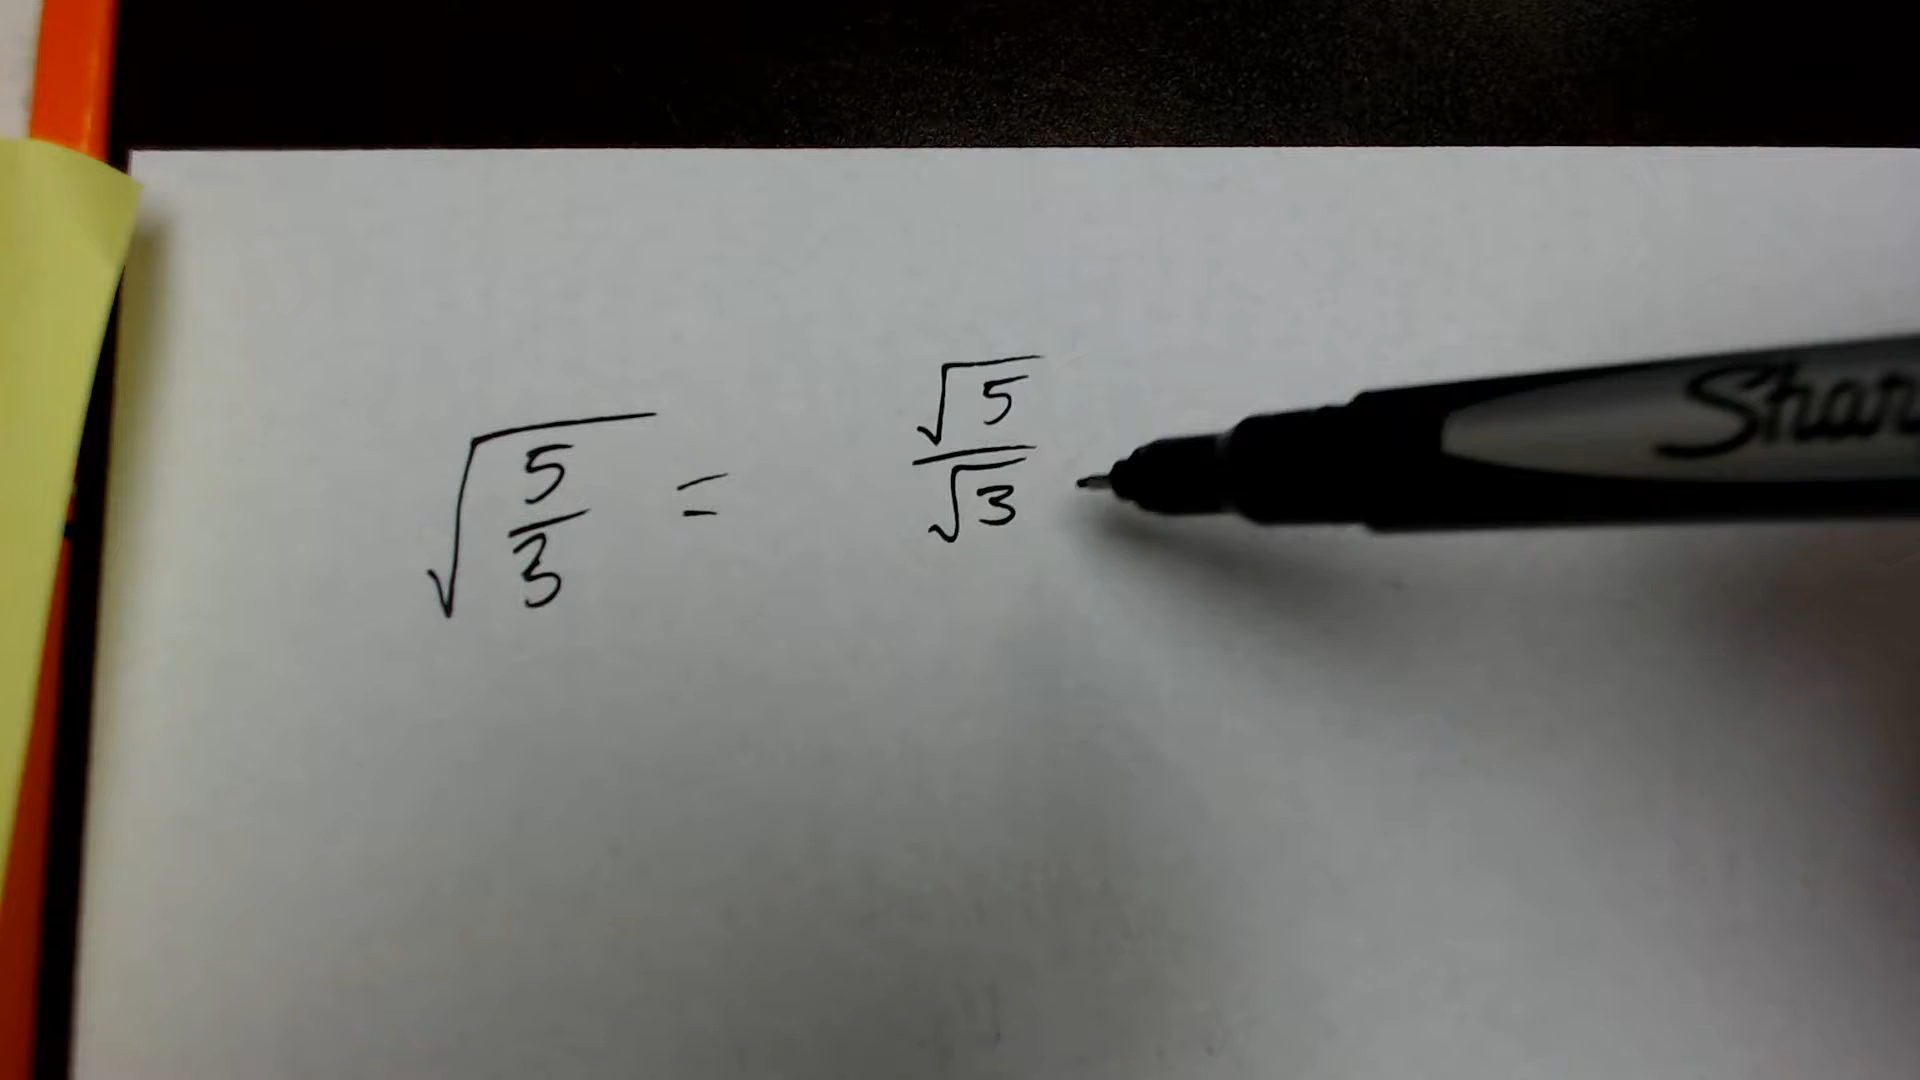 √(5/3) = √5/√3
Shar